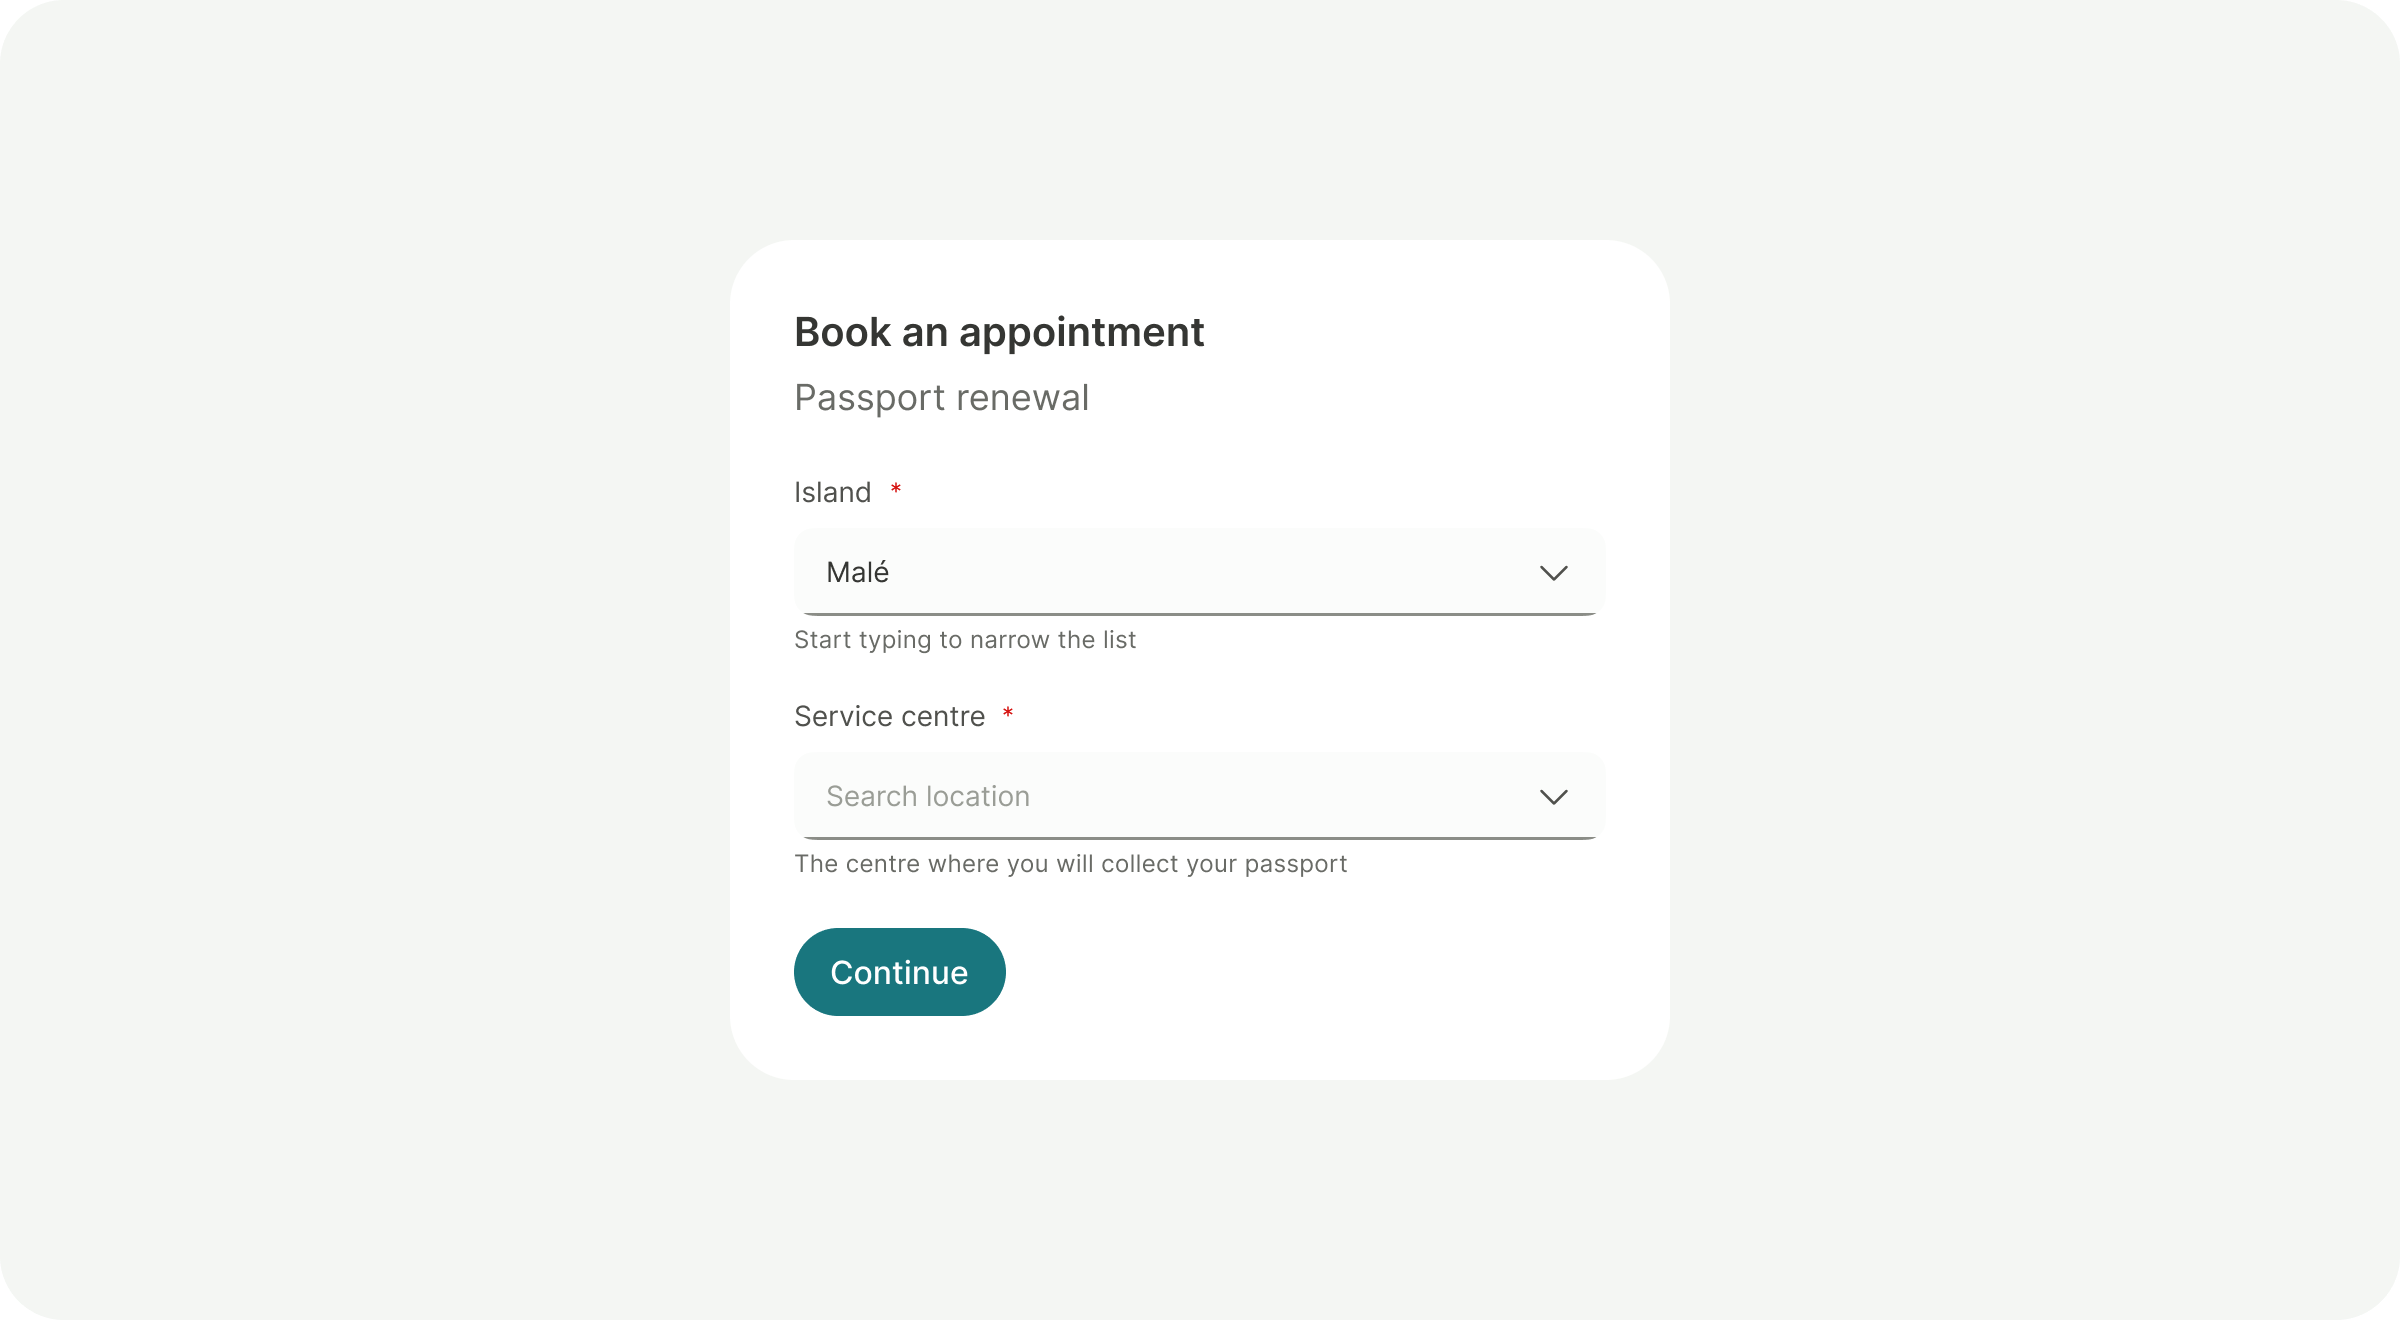 Book an appointment
Passport renewal
Island *
Malé
Start typing to narrow the list
Service centre *
Search location
The centre where you will collect your passport
Continue